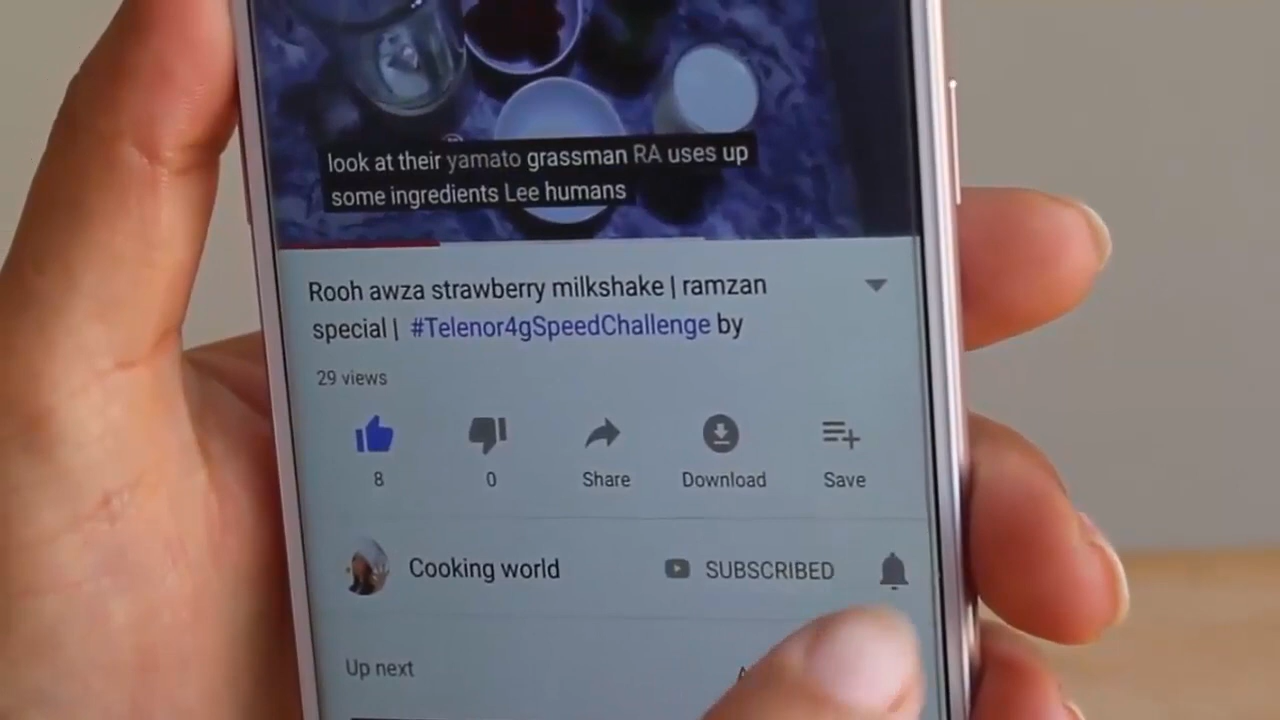 look at their yamato grassman RA uses up
some ingredients Lee humans
Rooh awza strawberry milkshake | ramzan
special | #Telenor4gSpeedChallenge by
29 views
8
0
Share
Download
Save
Cooking world
SUBSCRIBED
Up next